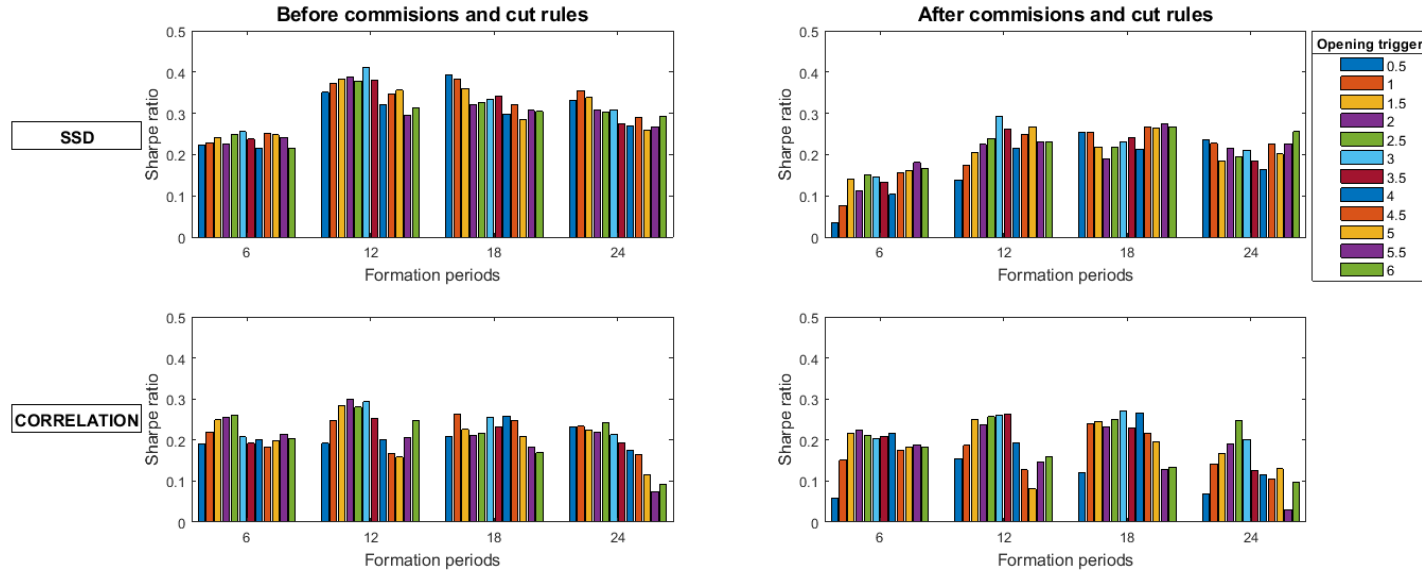 Before commisions and cut rules
After commisions and cut rules
SSD
Sharpe ratio
0.5
0.4
0.3
0.2
0.1
0
6 12 18 24
Formation periods
Sharpe ratio
0.5
0.4
0.3
0.2
0.1
0
6 12 18 24
Formation periods
Opening trigger
0.5
1
1.5
2
2.5
3
3.5
4
4.5
5
5.5
6
CORRELATION
Sharpe ratio
0.5
0.4
0.3
0.2
0.1
0
6 12 18 24
Formation periods
Sharpe ratio
0.5
0.4
0.3
0.2
0.1
0
6 12 18 24
Formation periods